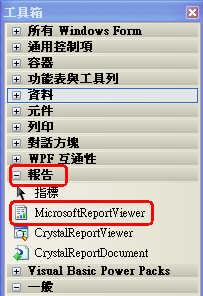 工具箱
所有 Windows Form
通用控制項
容器
功能表與工具列
資料
元件
列印
對話方塊
WPF 互通性
報告
指標
MicrosoftReportViewer
CrystalReportViewer
CrystalReportDocument
Visual Basic Power Packs
一般